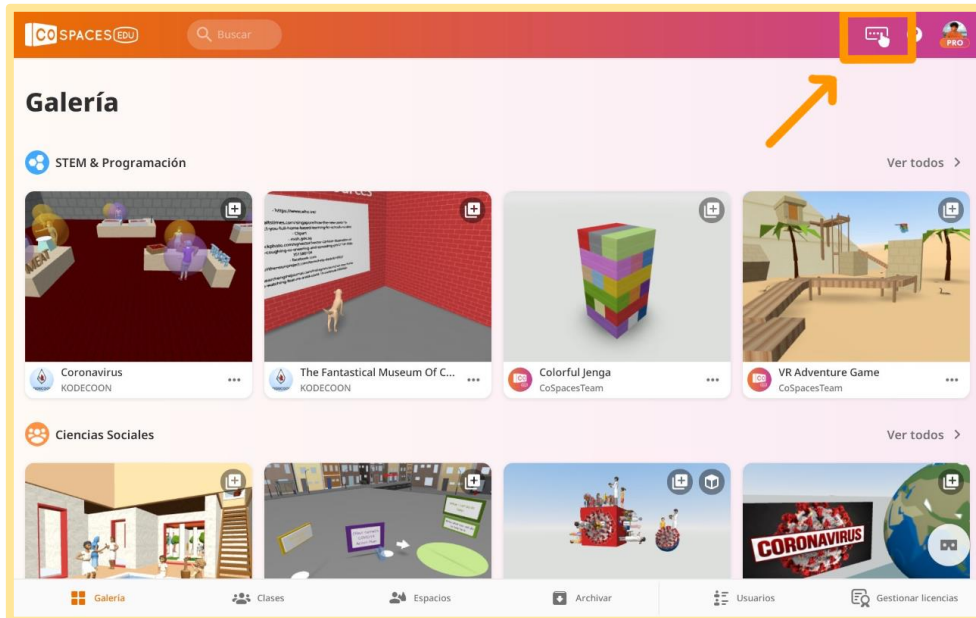 CO SPACES EDU
Buscar
PRO
Galería
STEM & Programación
Ver todos >
MEAT
Coronavirus
KODECOON
The Fantastical Museum Of C...
KODECOON
Colorful Jenga
CoSpacesTeam
VR Adventure Game
CoSpacesTeam
Ciencias Sociales
Ver todos >
CORONAVIRUS
Galería
Clases
Espacios
Archivar
Usuarios
Gestionar licencias